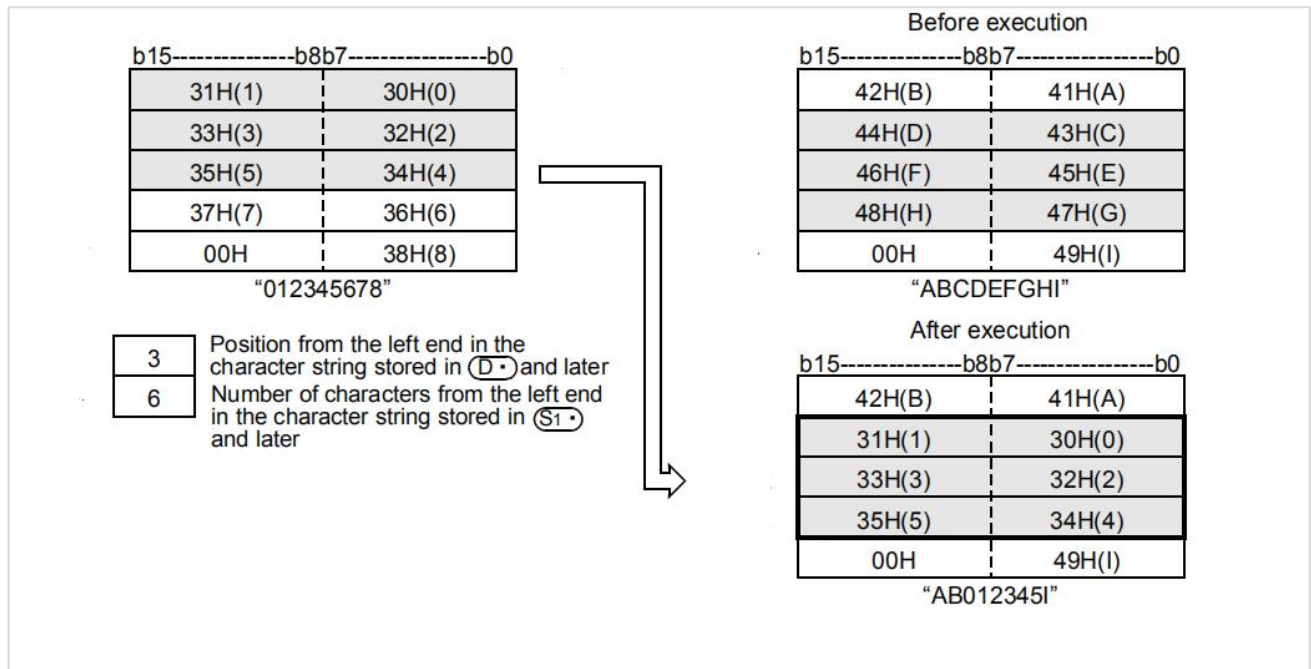 b15---------------b8b7-----------------b0
31H(1) 30H(0)
33H(3) 32H(2)
35H(5) 34H(4)
37H(7) 36H(6)
00H 38H(8)
“012345678”
3 Position from the left end in the
character string stored in D· and later
6 Number of characters from the left end
in the character string stored in S1·
and later
Before execution
b15---------------b8b7-----------------b0
42H(B) 41H(A)
44H(D) 43H(C)
46H(F) 45H(E)
48H(H) 47H(G)
00H 49H(I)
“ABCDEFGHI”
After execution
b15---------------b8b7-----------------b0
42H(B) 41H(A)
31H(1) 30H(0)
33H(3) 32H(2)
35H(5) 34H(4)
00H 49H(I)
“AB012345I”